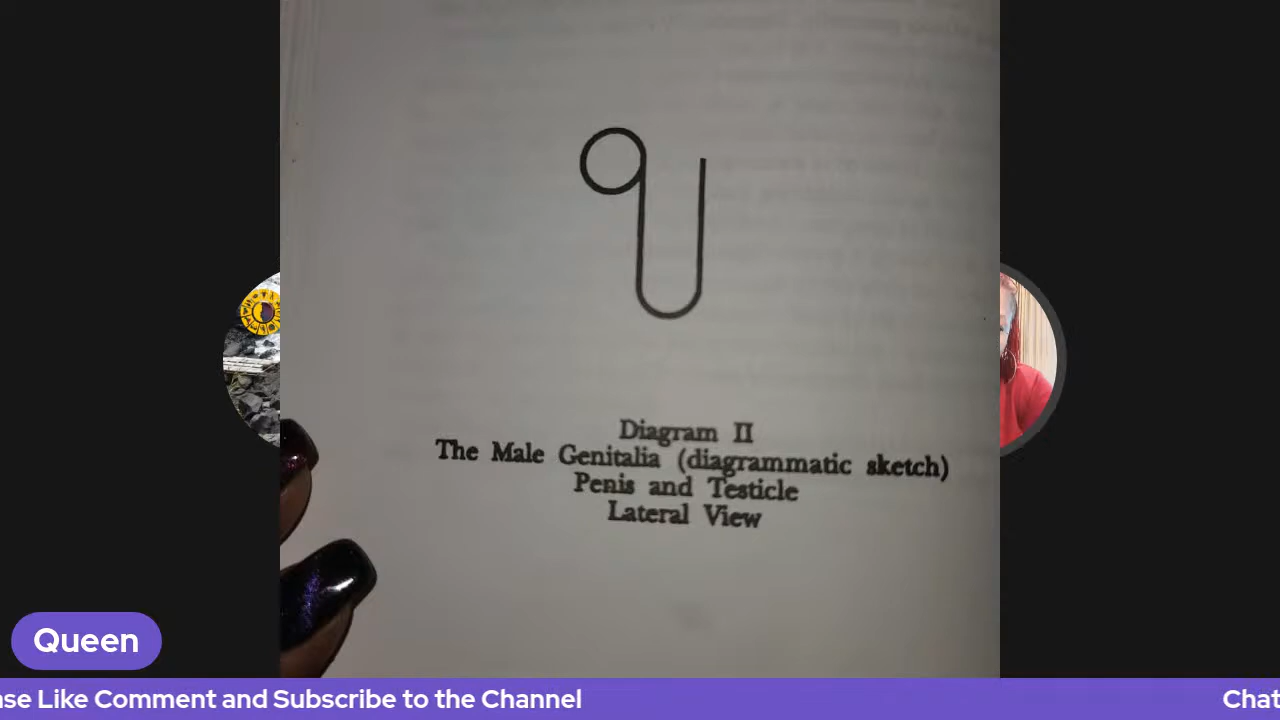 Diagram II
The Male Genitalia (diagrammatic sketch)
Penis and Testicle
Lateral View
Queen
se Like Comment and Subscribe to the Channel
Chat